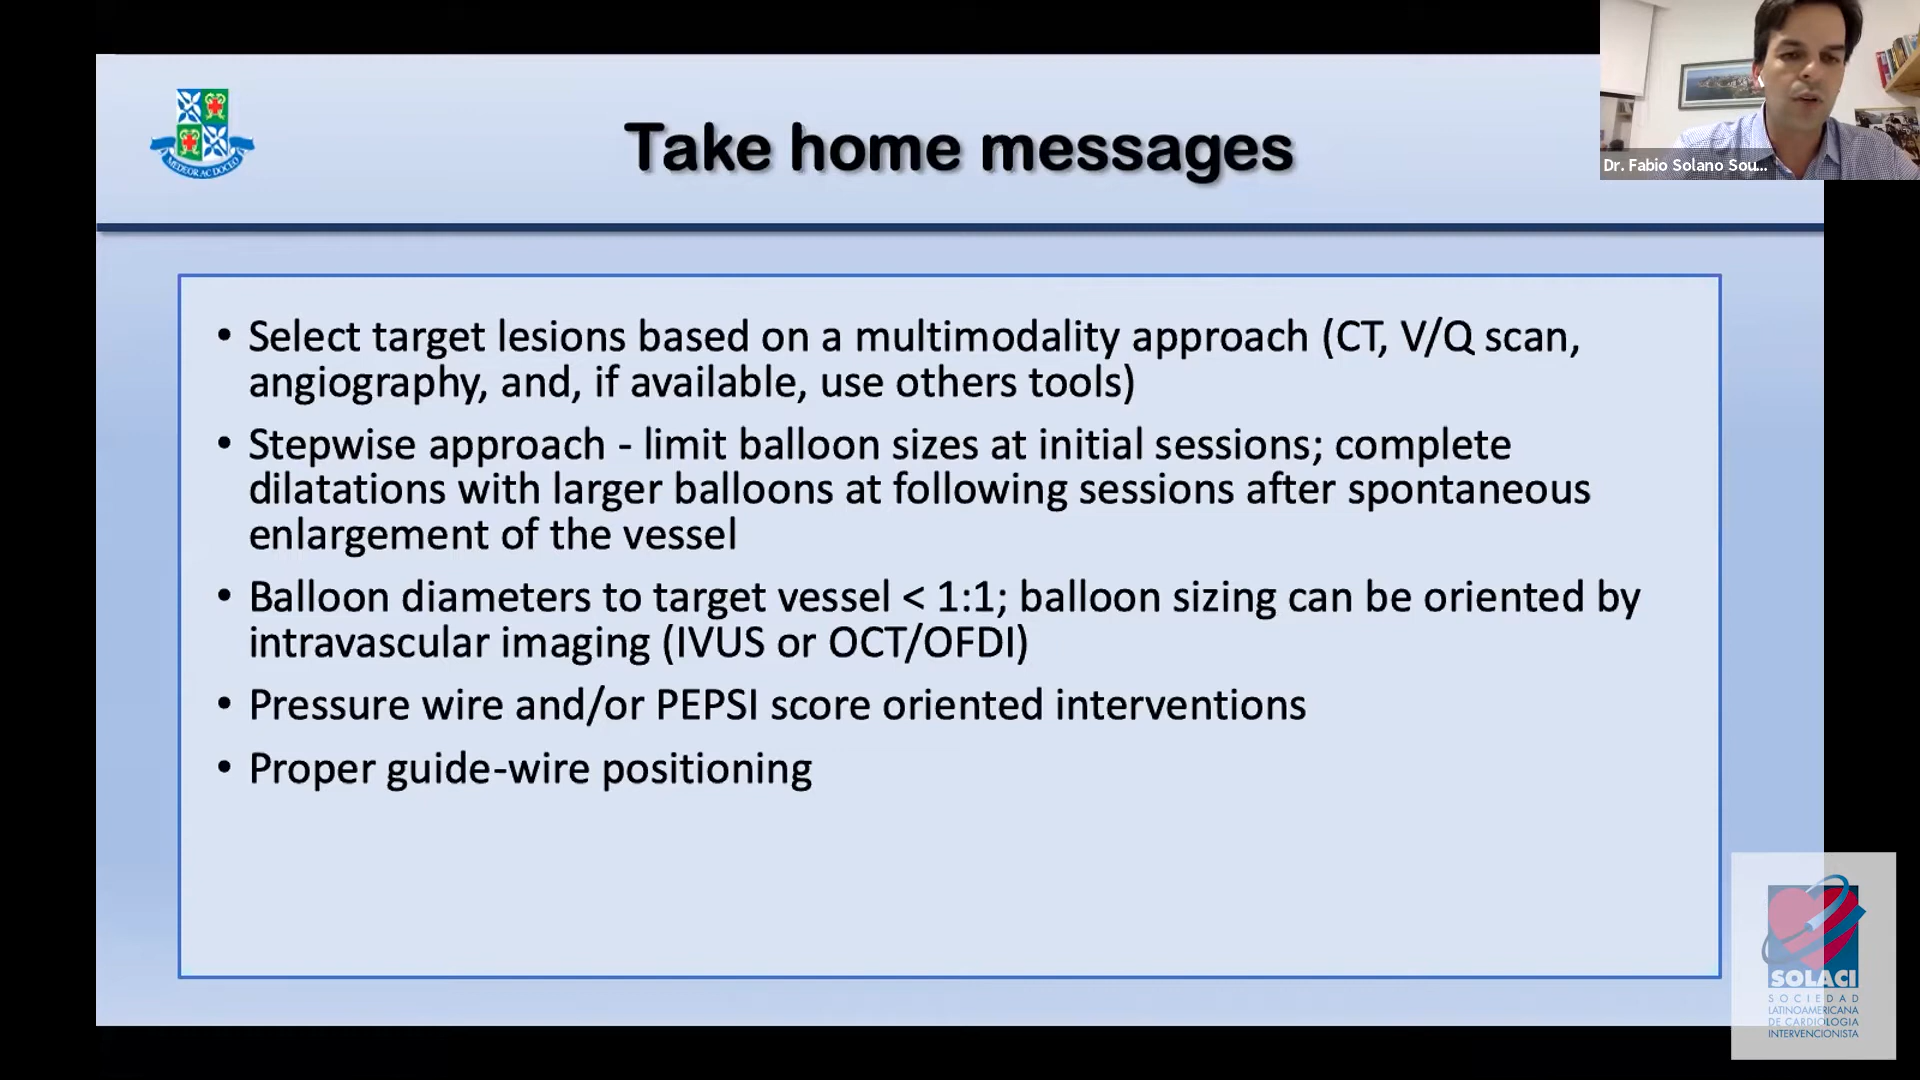 Take home messages
Dr. Fabio Solano Sou...
• Select target lesions based on a multimodality approach (CT, V/Q scan,
angiography, and, if available, use others tools)
• Stepwise approach - limit balloon sizes at initial sessions; complete
dilatations with larger balloons at following sessions after spontaneous
enlargement of the vessel
• Balloon diameters to target vessel < 1:1; balloon sizing can be oriented by
intravascular imaging (IVUS or OCT/OFDI)
• Pressure wire and/or PEPSI score oriented interventions
• Proper guide-wire positioning
MEDEOR AC DOCEO
SOLACI
SOCIEDAD
LATINOAMERICANA
DE CARDIOLOGIA
INTERVENCIONISTA